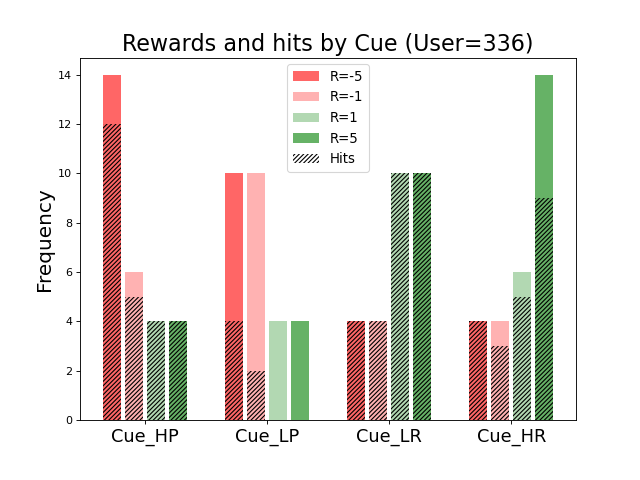 Rewards and hits by Cue (User=336)
R=-5
R=-1
R=1
R=5
Hits
Frequency
14
12
10
8
6
4
2
0
Cue_HP Cue_LP Cue_LR Cue_HR